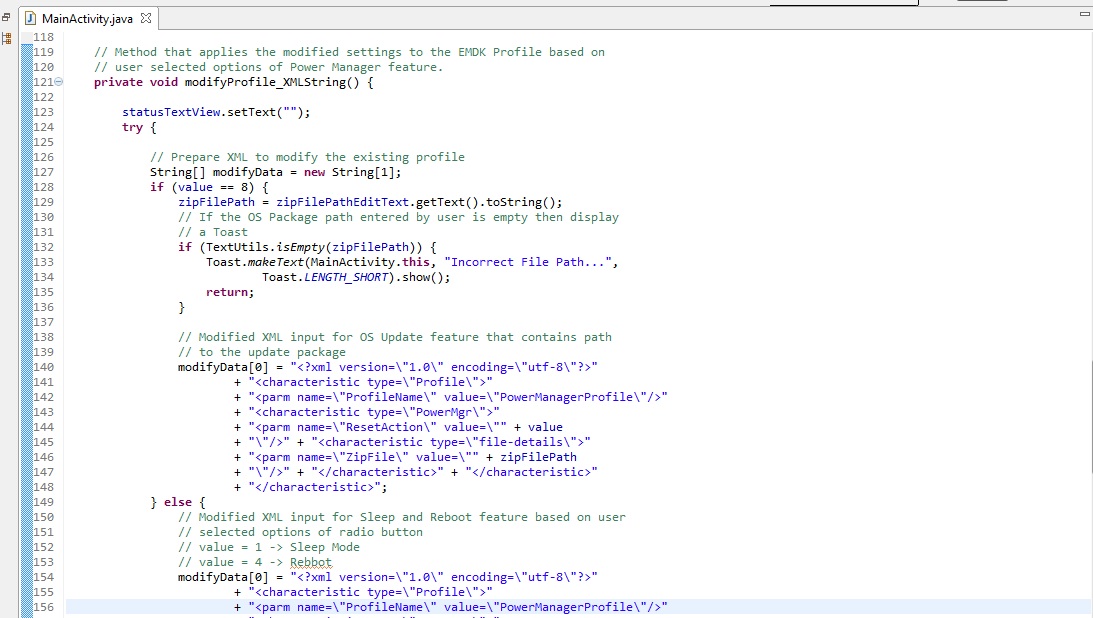 MainActivity.java
118
119 // Method that applies the modified settings to the EMDK Profile based on
120 // user selected options of Power Manager feature.
121 private void modifyProfile_XMLString() {
122
123 statusTextView.setText("");
124 try {
125
126 // Prepare XML to modify the existing profile
127 String[] modifyData = new String[1];
128 if (value == 8) {
129 zipFilePath = zipFilePathEditText.getText().toString();
130 // If the OS Package path entered by user is empty then display
131 // a Toast
132 if (TextUtils.isEmpty(zipFilePath)) {
133 Toast.makeText(MainActivity.this, "Incorrect File Path...",
134 Toast.LENGTH_SHORT).show();
135 return;
136 }
137
138 // Modified XML input for OS Update feature that contains path
139 // to the update package
140 modifyData[0] = "<?xml version=\"1.0\" encoding=\"utf-8\"?>"
141 + "<characteristic type=\"Profile\">"
142 + "<parm name=\"ProfileName\" value=\"PowerManagerProfile\"/>"
143 + "<characteristic type=\"PowerMgr\">"
144 + "<parm name=\"ResetAction\" value=\"" + value
145 + "\"/>" + "<characteristic type=\"file-details\">"
146 + "<parm name=\"ZipFile\" value=\"" + zipFilePath
147 + "\"/>" + "</characteristic>" + "</characteristic>"
148 + "</characteristic>";
149 } else {
150 // Modified XML input for Sleep and Reboot feature based on user
151 // selected options of radio button
152 // value = 1 -> Sleep Mode
153 // value = 4 -> Rebbot
154 modifyData[0] = "<?xml version=\"1.0\" encoding=\"utf-8\"?>"
155 + "<characteristic type=\"Profile\">"
156 + "<parm name=\"ProfileName\" value=\"PowerManagerProfile\"/>"